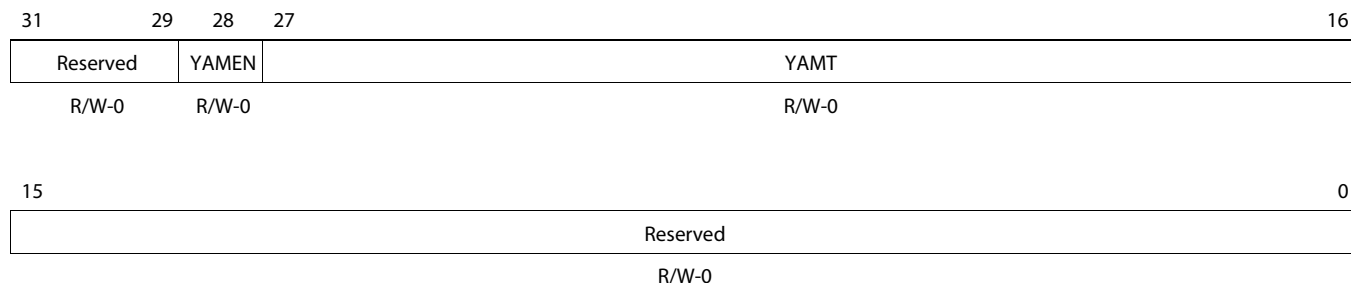 31 29 28 27 16
Reserved YAMEN YAMT
R/W-0 R/W-0 R/W-0
15 0
Reserved
R/W-0